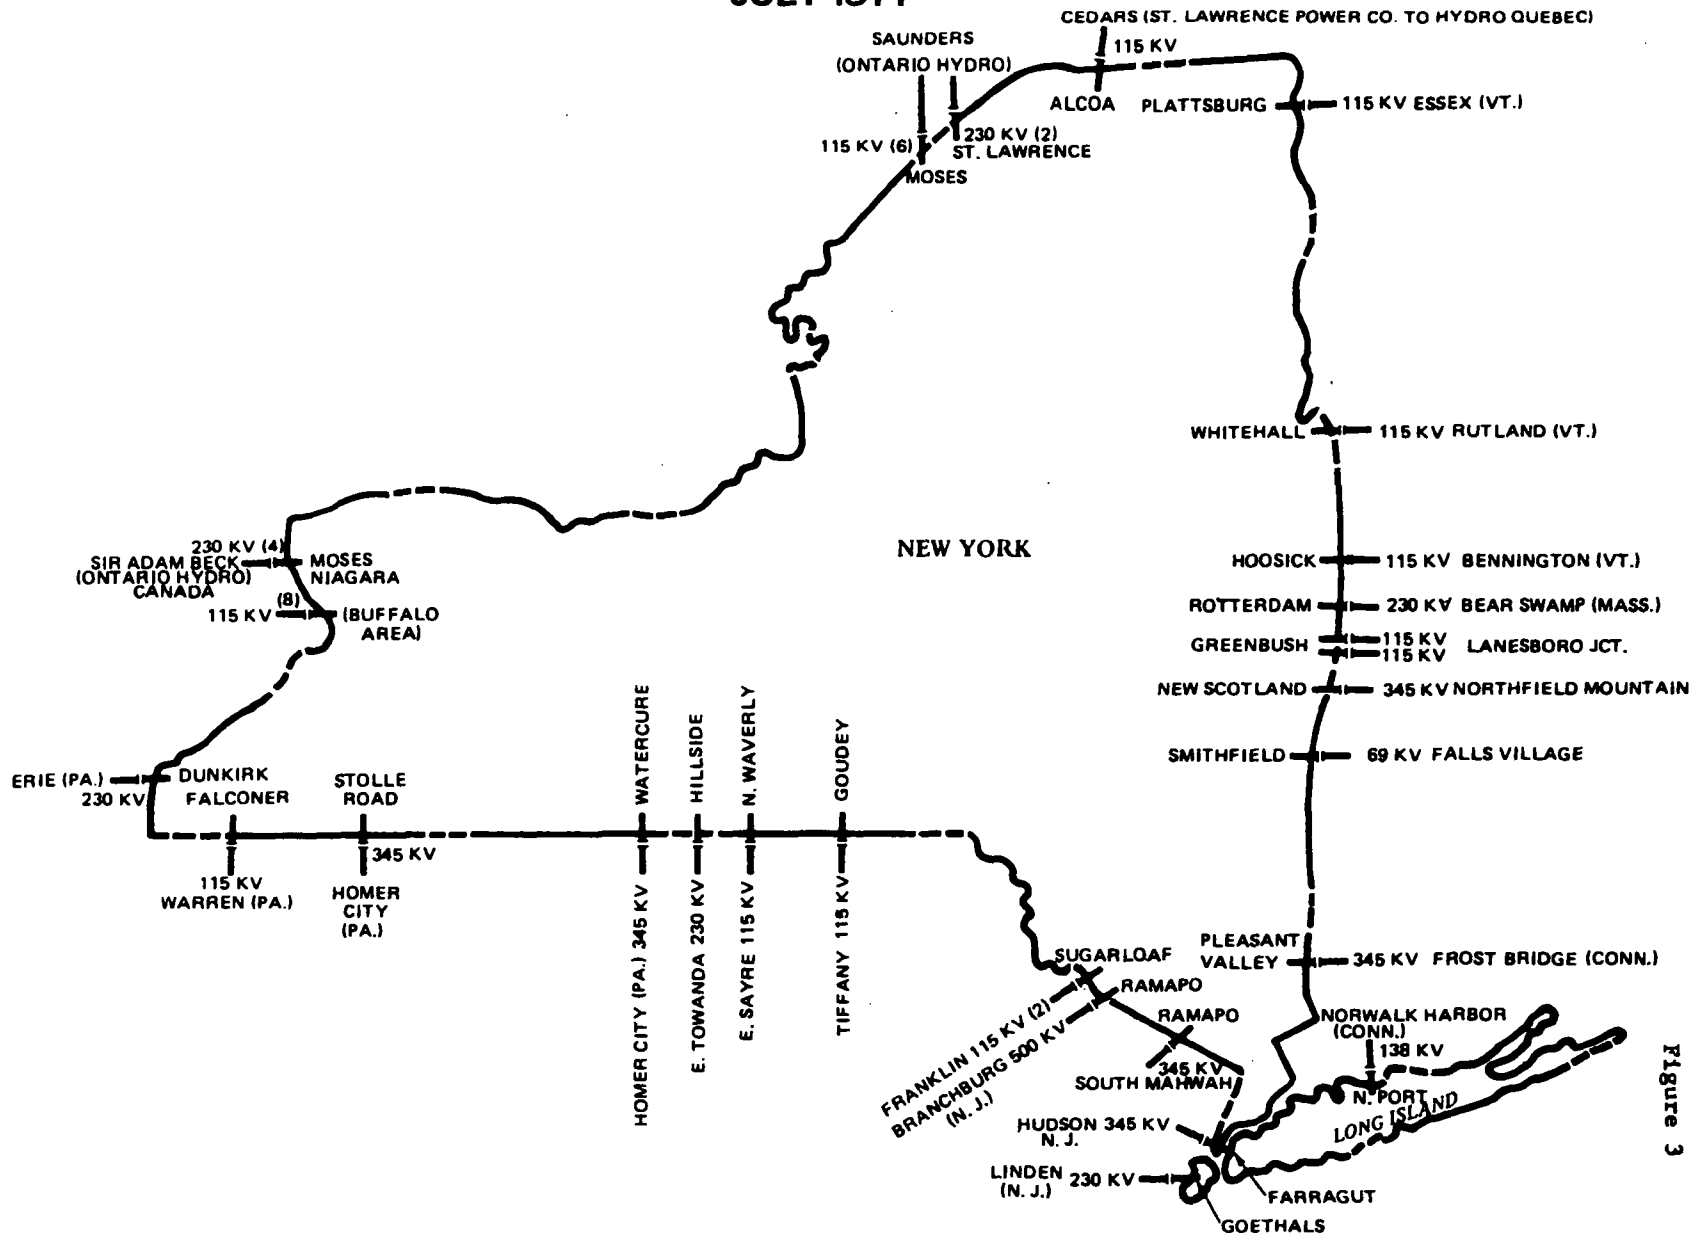 CEDARS (ST. LAWRENCE POWER CO. TO HYDRO QUEBEC)
115 KV
ALCOA
SAUNDERS
(ONTARIO HYDRO)
115 KV (6)
MOSES
230 KV (2)
ST. LAWRENCE
PLATTSBURG
115 KV ESSEX (VT.)
WHITEHALL
115 KV RUTLAND (VT.)
NEW YORK
HOOSICK
115 KV BENNINGTON (VT.)
ROTTERDAM
230 KV BEAR SWAMP (MASS.)
GREENBUSH
115 KV
115 KV
LANESBORO JCT.
NEW SCOTLAND
345 KV NORTHFIELD MOUNTAIN
SMITHFIELD
69 KV FALLS VILLAGE
PLEASANT
VALLEY
345 KV FROST BRIDGE (CONN.)
230 KV (4)
SIR ADAM BECK
(ONTARIO HYDRO)
CANADA
MOSES
NIAGARA
(8)
115 KV
(BUFFALO
AREA)
ERIE (PA.)
230 KV
DUNKIRK
FALCONER
115 KV
WARREN (PA.)
STOLLE
ROAD
345 KV
HOMER
CITY
(PA.)
WATERCURE
HOMER CITY (PA.) 345 KV
HILLSIDE
E. TOWANDA 230 KV
N. WAVERLY
E. SAYRE 115 KV
GOUDEY
TIFFANY 115 KV
SUGARLOAF
FRANKLIN 115 KV (2)
RAMAPO
BRANCHBURG 500 KV
(N. J.)
RAMAPO
345 KV
SOUTH MAHWAH
HUDSON 345 KV
N. J.
LINDEN
(N. J.)
230 KV
NORWALK HARBOR
(CONN.)
138 KV
N. PORT
LONG ISLAND
FARRAGUT
GOETHALS
Figure 3